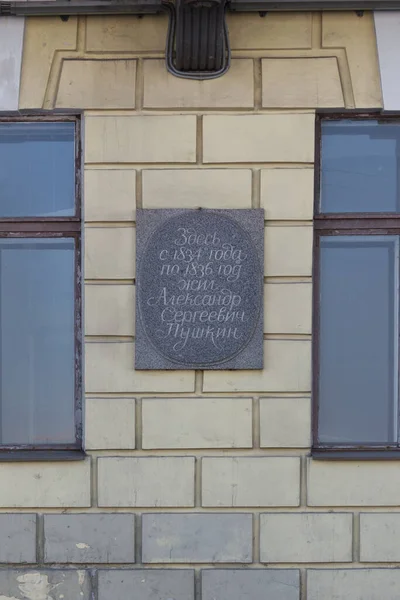 Здесь
с 1834 года
по 1836 год
жил
Александр
Сергеевич
Пушкин